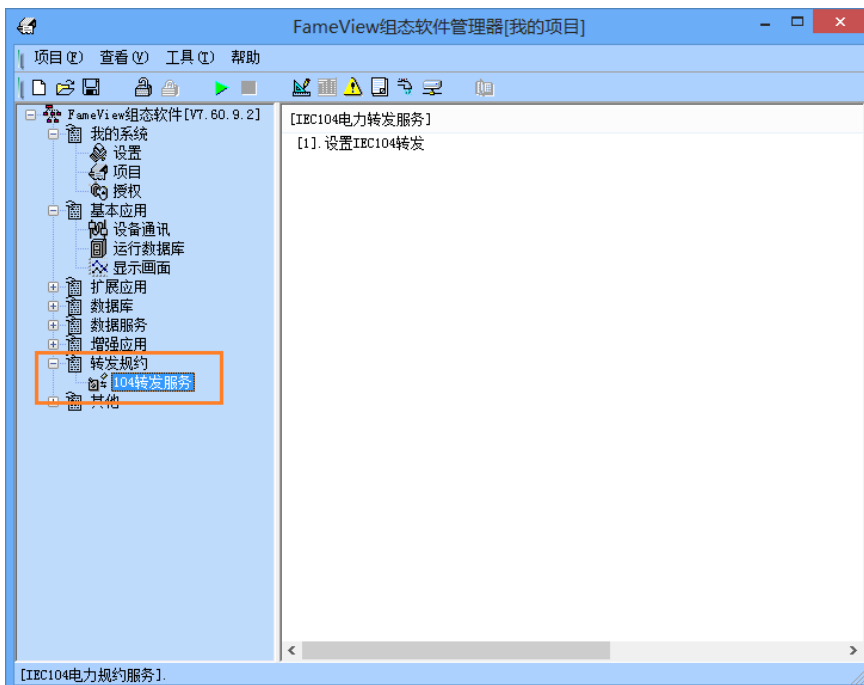 FameView组态软件管理器[我的项目]
项目(F) 查看(V) 工具(T) 帮助
FameView组态软件[V7.60.9.2]
我的系统
设置
项目
授权
基本应用
设备通讯
运行数据库
显示画面
扩展应用
数据库
数据服务
增强应用
转发规约
104转发服务
其他
[IEC104电力转发服务]
[1].设置IEC104转发
[IEC104电力规约服务].